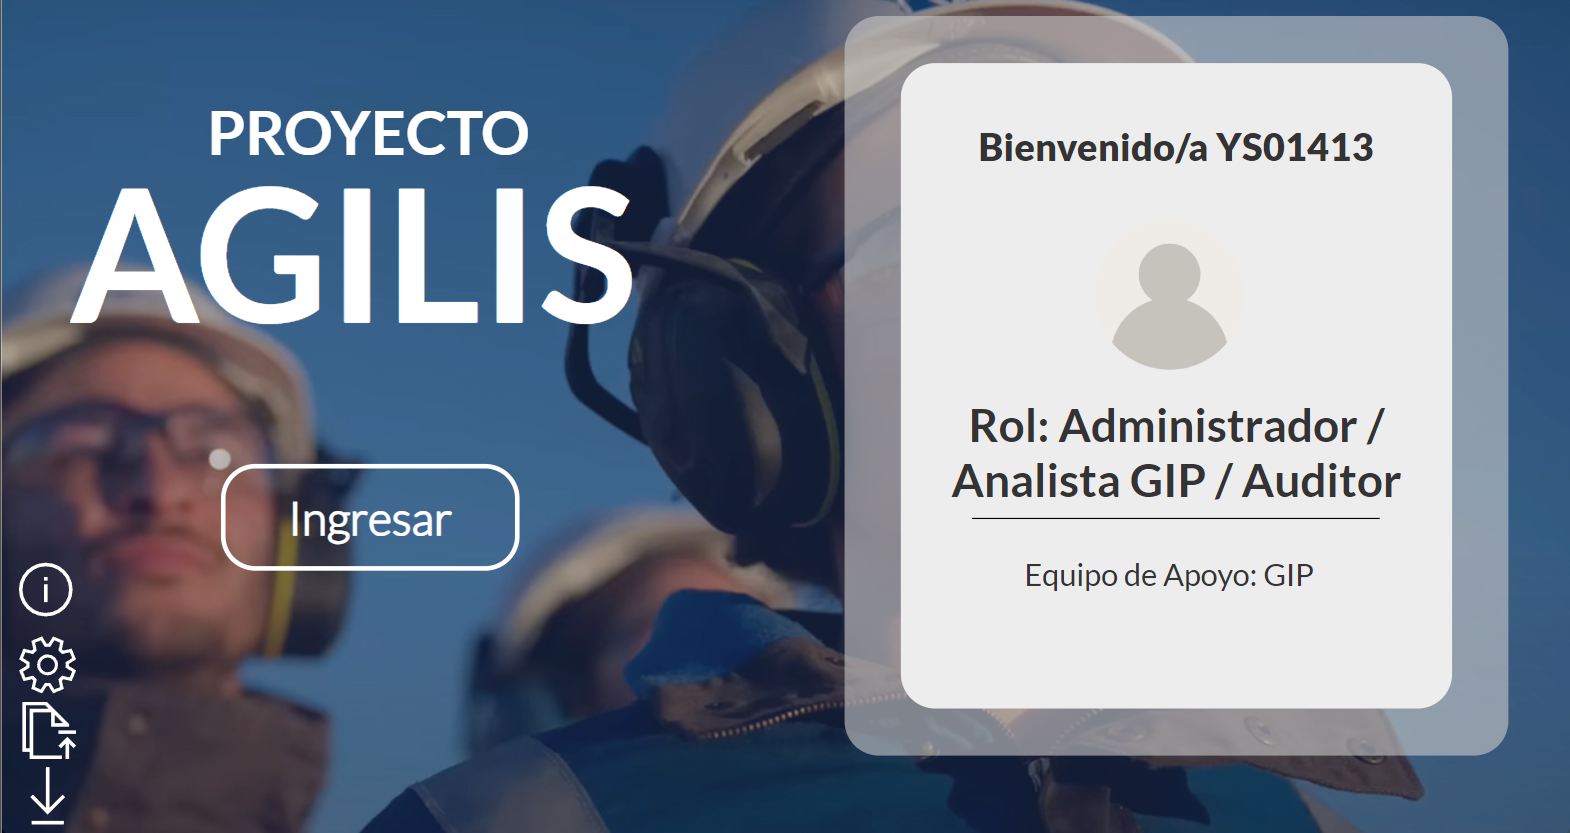 PROYECTO
AGILIS
Ingresar
Bienvenido/a YS01413
Rol: Administrador /
Analista GIP / Auditor
Equipo de Apoyo: GIP